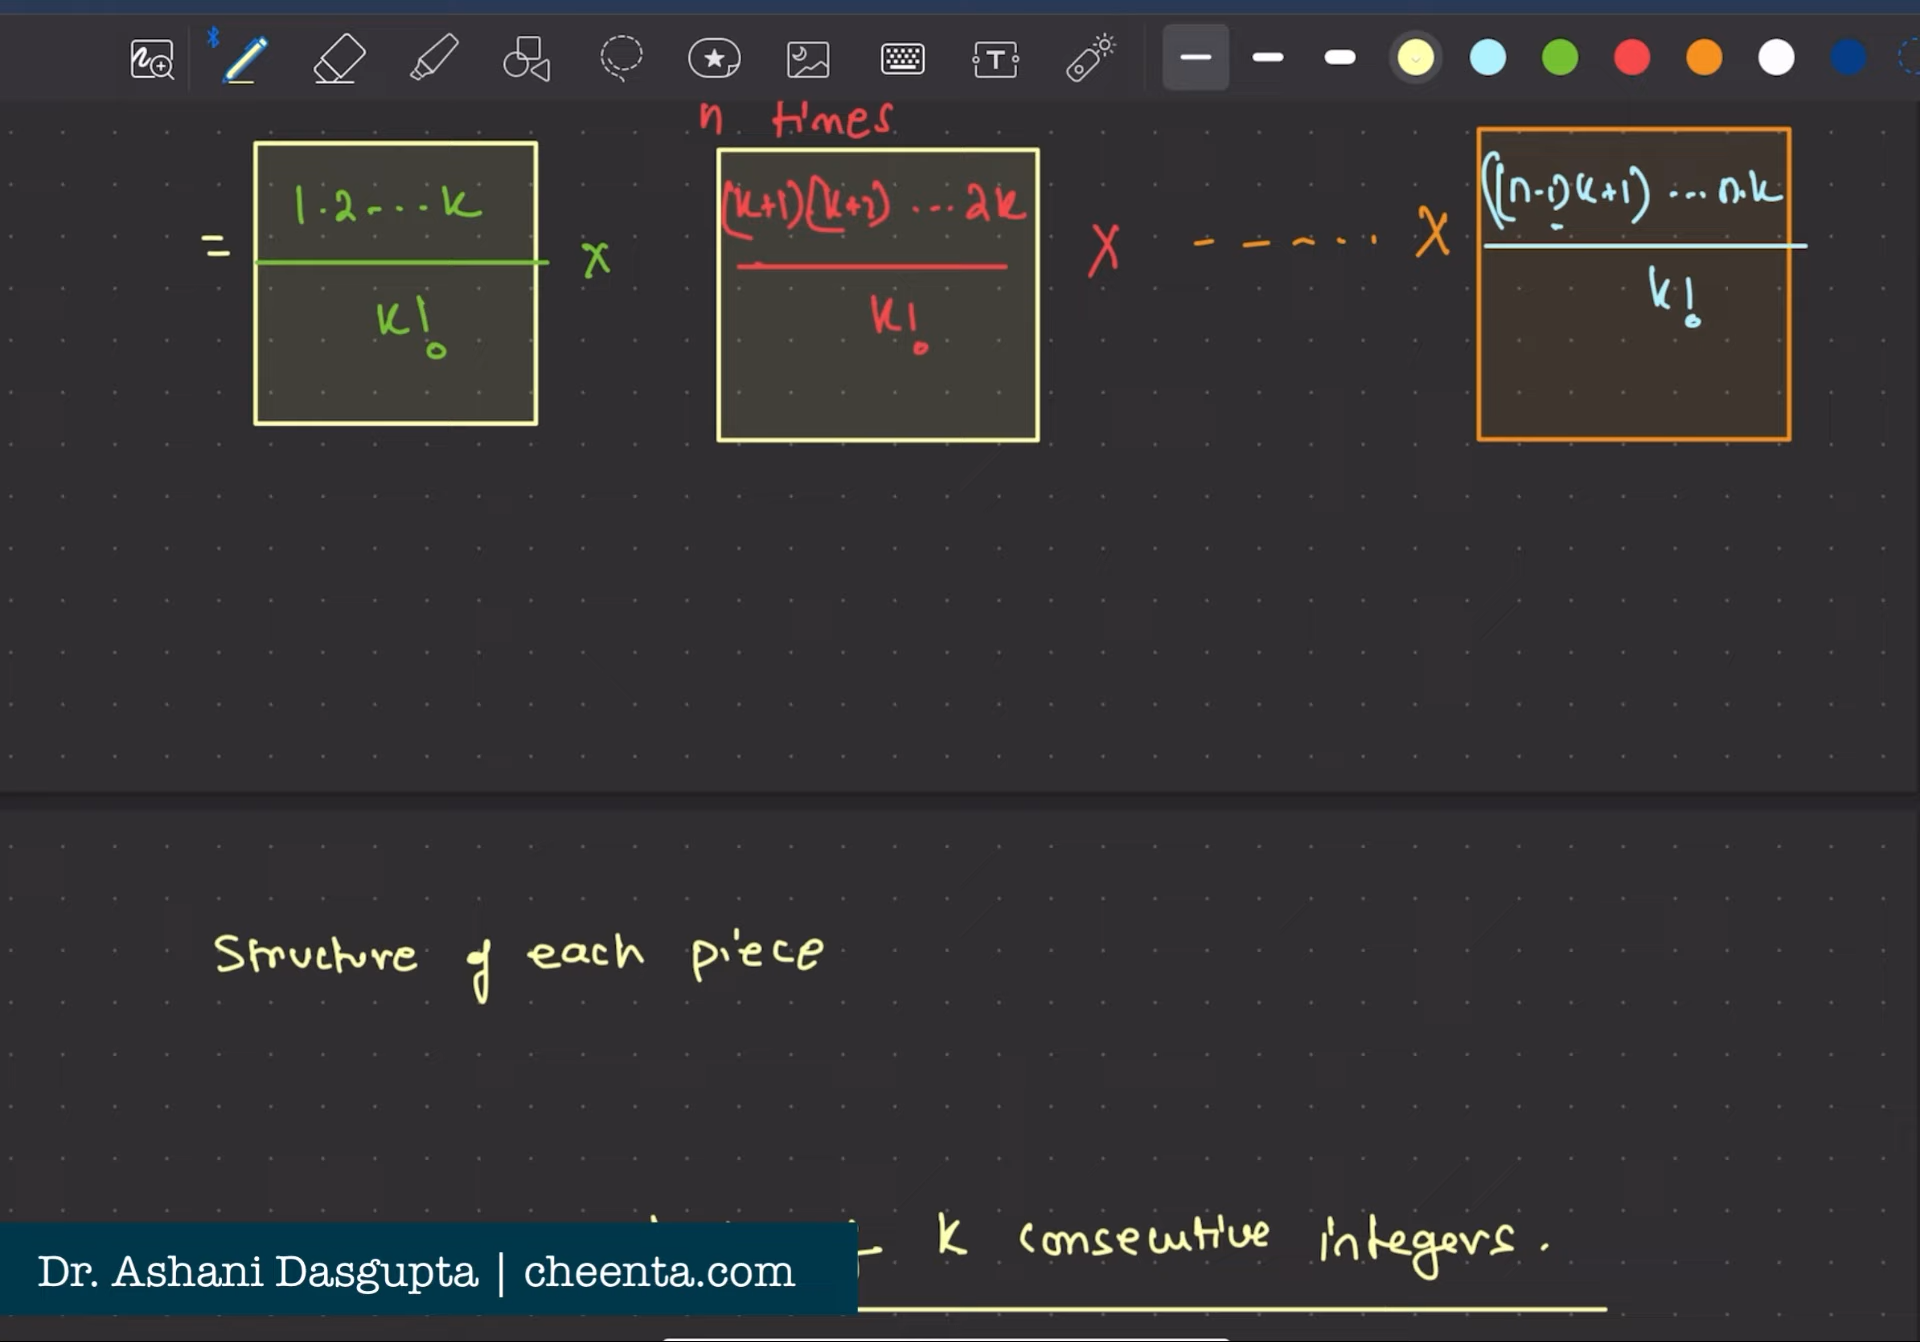 n times
= 1·2---k / k! x (k+1)(k+2) ...2k / k! X - - - - · · X ((n-1)k+1) ... n·k / k!
Structure of each piece
k consecutive integers.
Dr. Ashani Dasgupta | cheenta.com